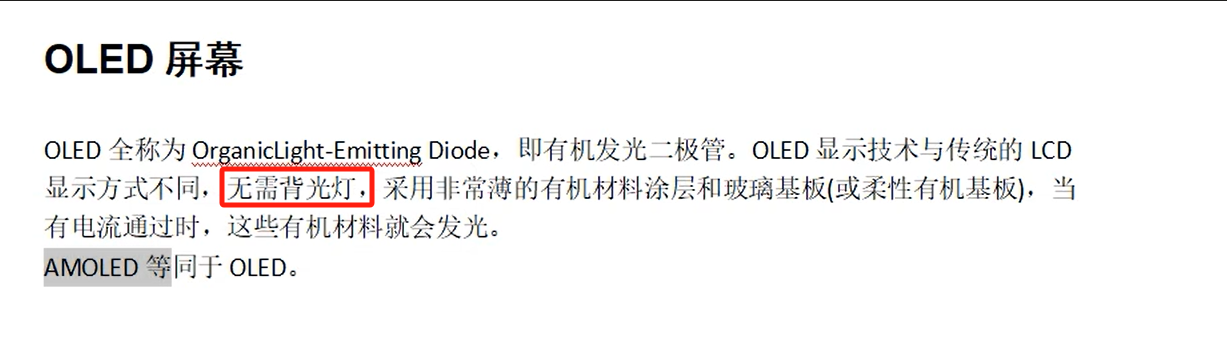 OLED 屏幕
OLED 全称为 OrganicLight-Emitting Diode，即有机发光二极管。OLED 显示技术与传统的 LCD
显示方式不同，无需背光灯，采用非常薄的有机材料涂层和玻璃基板(或柔性有机基板)，当
有电流通过时，这些有机材料就会发光。
AMOLED 等同于 OLED。